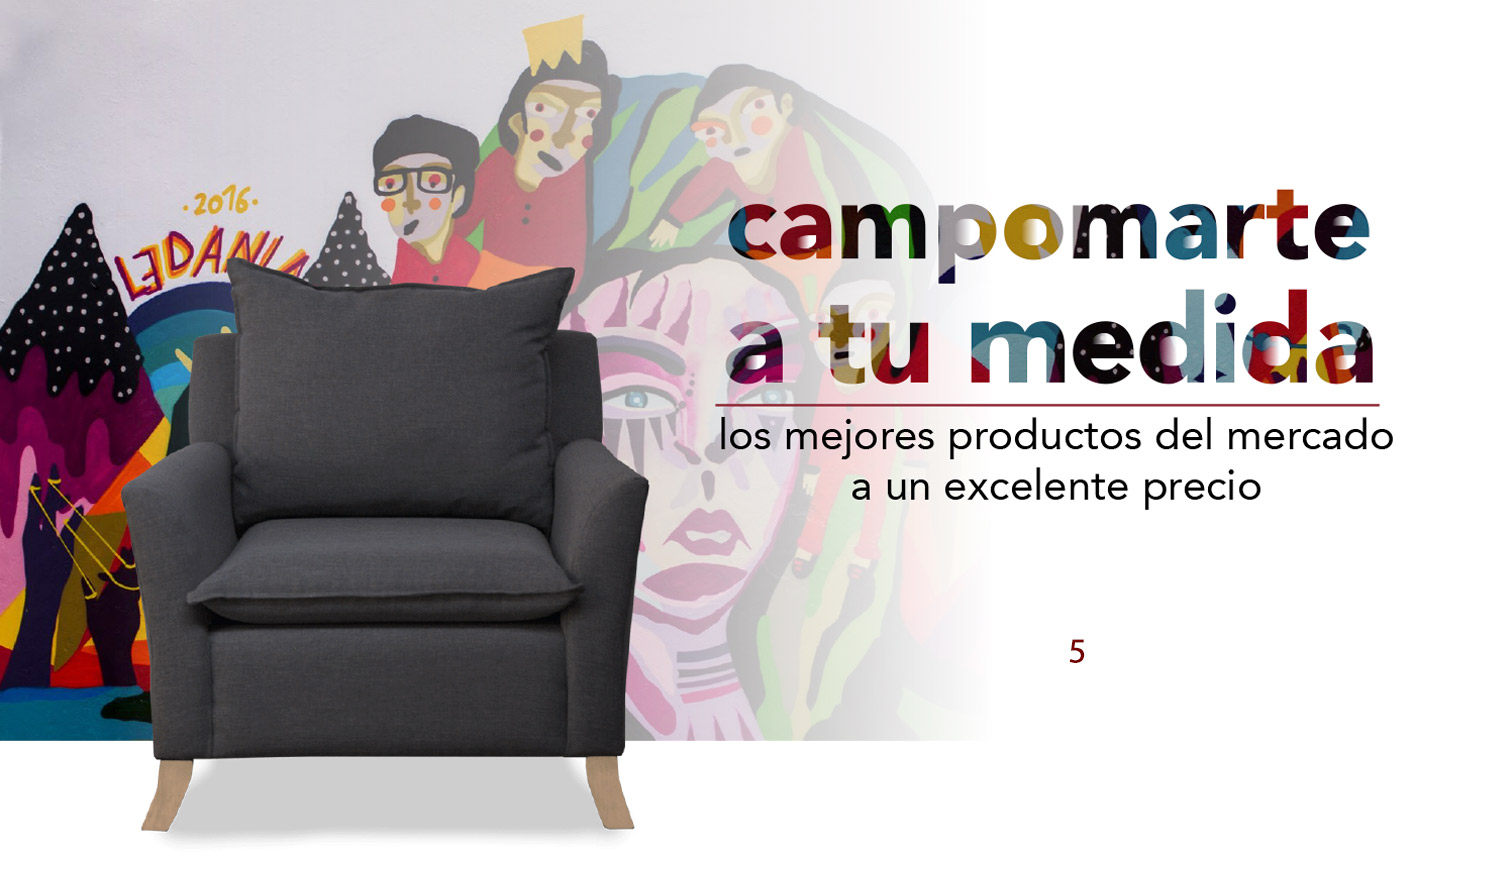 ·2016·
LEDANIA
campomarte
a tu medida
los mejores productos del mercado
a un excelente precio
5